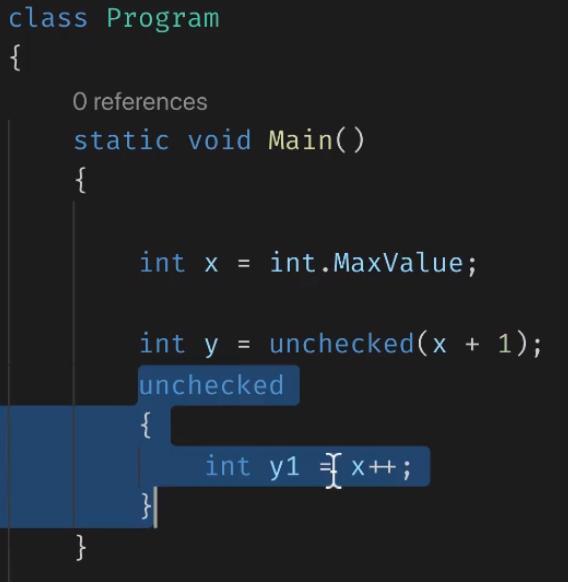 class Program
{
0 references
static void Main()
{
int x = int.MaxValue;
int y = unchecked(x + 1);
unchecked
{
int y1 = x++;
}
}